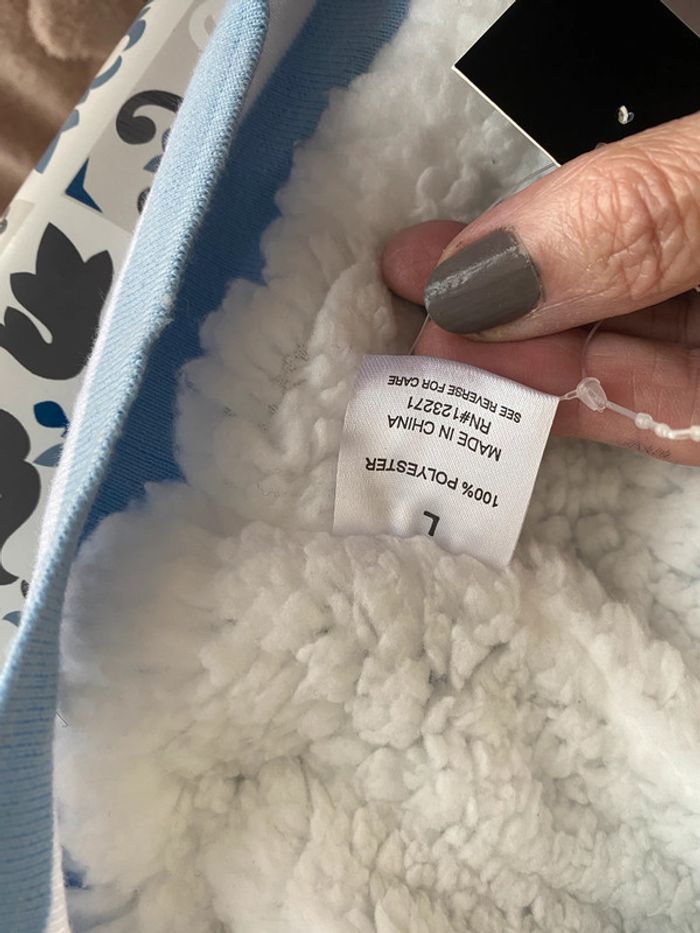 L
100% POLYESTER
MADE IN CHINA
RN#123271
SEE REVERSE FOR CARE